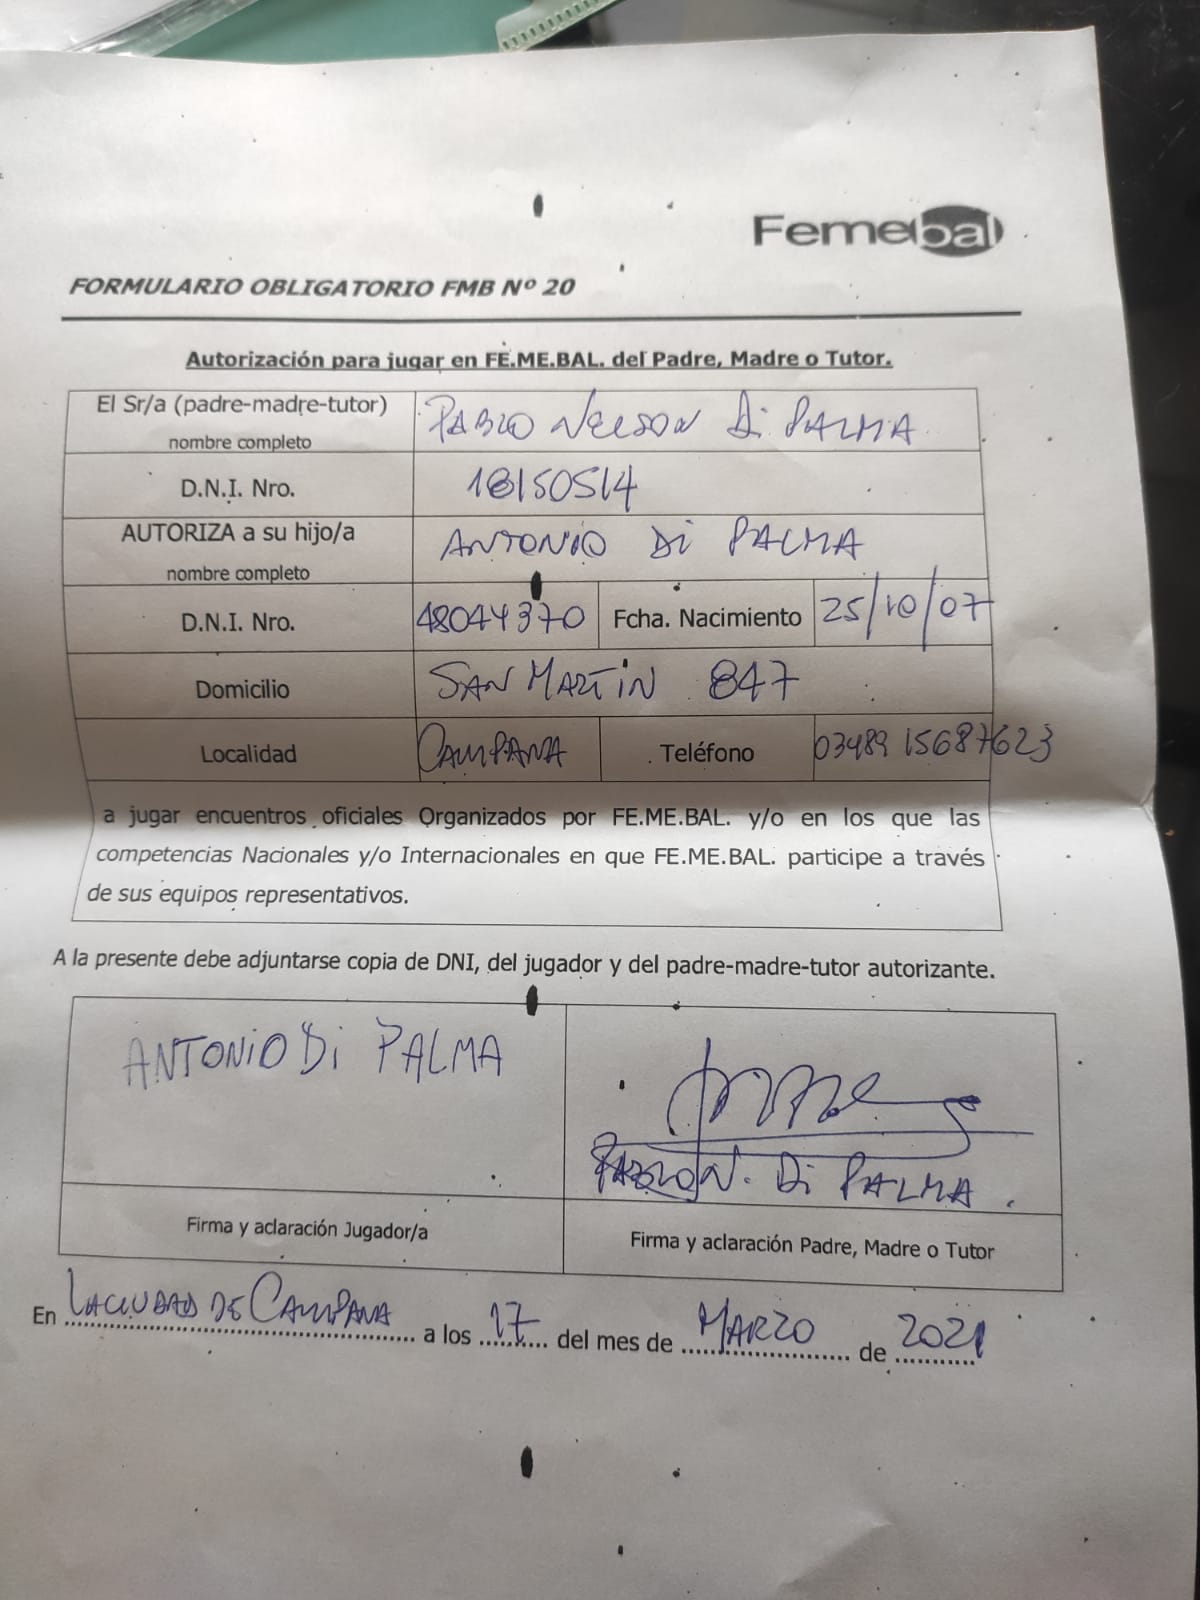 Femebal
FORMULARIO OBLIGATORIO FMB Nº 20
Autorización para jugar en FE.ME.BAL. del Padre, Madre o Tutor.
El Sr/a (padre-madre-tutor) PABLO NELSON Di PALMA
nombre completo
D.N.I. Nro. 18150514
AUTORIZA a su hijo/a ANTONIO Di PALMA
nombre completo
D.N.I. Nro. 48044370 Fcha. Nacimiento 25/10/07
Domicilio SAN MARTiN 847
Localidad CAMPANA Teléfono 03489 15687623
a jugar encuentros oficiales Organizados por FE.ME.BAL. y/o en los que las
competencias Nacionales y/o Internacionales en que FE.ME.BAL. participe a través
de sus equipos representativos.
A la presente debe adjuntarse copia de DNI, del jugador y del padre-madre-tutor autorizante.
ANTONiO Di PALMA
PABLO N. Di PALMA.
Firma y aclaración Jugador/a
Firma y aclaración Padre, Madre o Tutor
En LA CIUDAD DE CAMPANA a los 17 del mes de MARZO de 2021